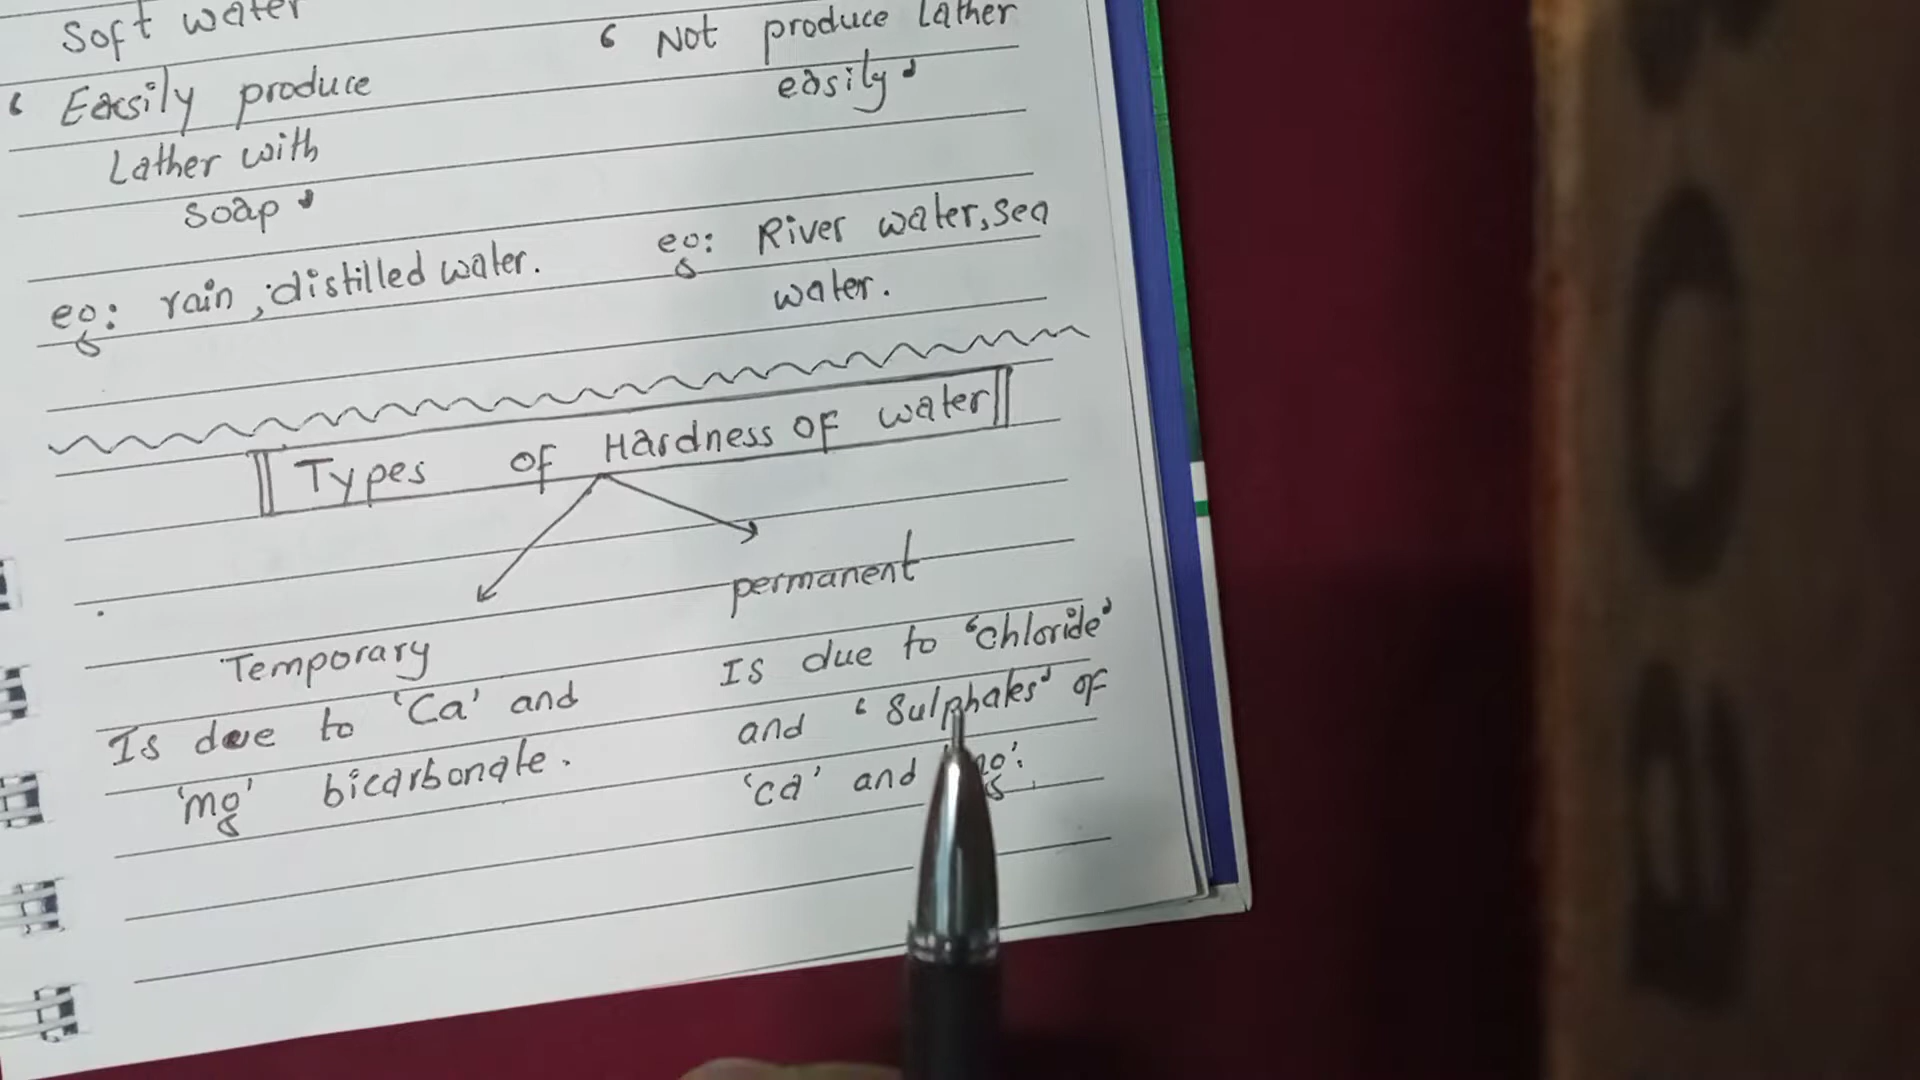 Soft water
‘ Easily produce
Lather with
soap’
eg: rain, distilled water.
‘ Not produce Lather
easily’
eg: River water, sea
water.
Types of Hardness of water
Temporary
Is due to ‘Ca’ and
‘mg’ bicarbonate.
permanent
Is due to ‘chloride’
and ‘Sulphates’ of
‘ca’ and